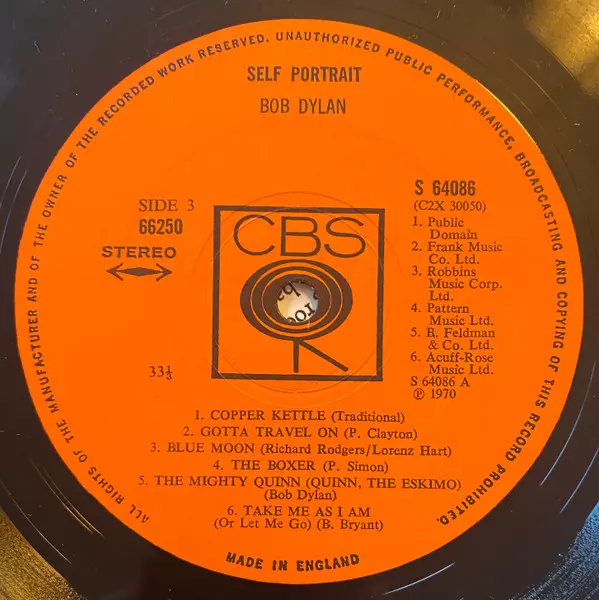 ALL RIGHTS OF THE MANUFACTURER AND OF THE OWNER OF THE RECORDED WORK RESERVED. UNAUTHORIZED PUBLIC PERFORMANCE, BROADCASTING AND COPYING OF THIS RECORD PROHIBITED.
SELF PORTRAIT
BOB DYLAN
SIDE 3
66250
STEREO
33⅓
CBS
S 64086
(C2X 30050)
1. Public
Domain
2. Frank Music
Co. Ltd.
3. Robbins
Music Corp.
Ltd.
4. Pattern
Music Ltd.
5. B. Feldman
& Co. Ltd.
6. Acuff-Rose
Music Ltd.
S 64086 A
℗ 1970
1. COPPER KETTLE (Traditional)
2. GOTTA TRAVEL ON (P. Clayton)
3. BLUE MOON (Richard Rodgers/Lorenz Hart)
4. THE BOXER (P. Simon)
5. THE MIGHTY QUINN (QUINN, THE ESKIMO)
(Bob Dylan)
6. TAKE ME AS I AM
(Or Let Me Go) (B. Bryant)
MADE IN ENGLAND